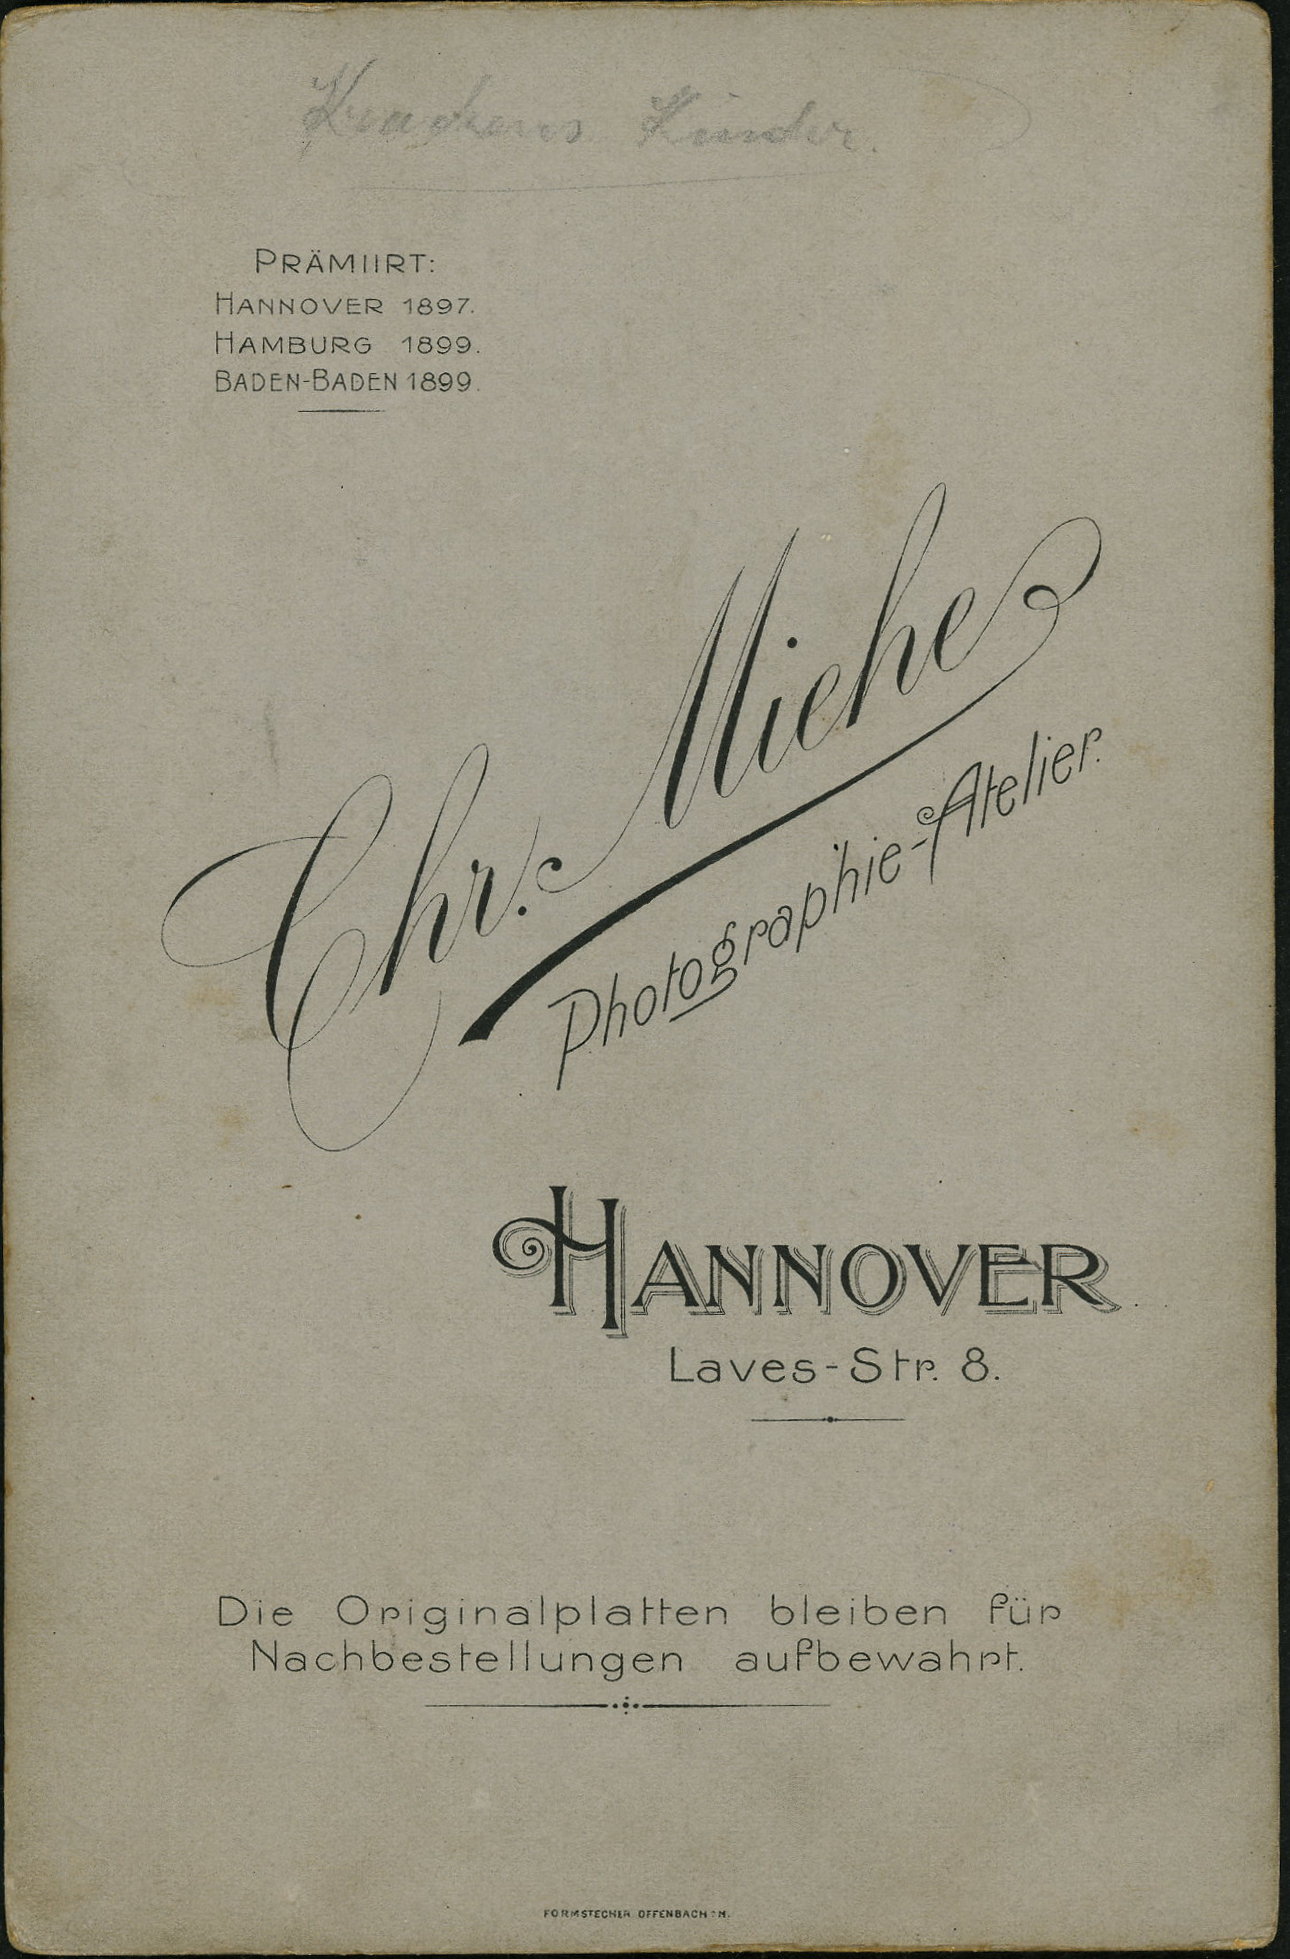 Kinder.
PRÄMIIRT:
HANNOVER 1897.
HAMBURG 1899.
BADEN-BADEN 1899.
Chr. Miehe
Photographie-Atelier.
HANNOVER
Laves-Str. 8.
Die Originalplatten bleiben für
Nachbestellungen aufbewahrt.
FORMSTECHER OFFENBACH a/M.